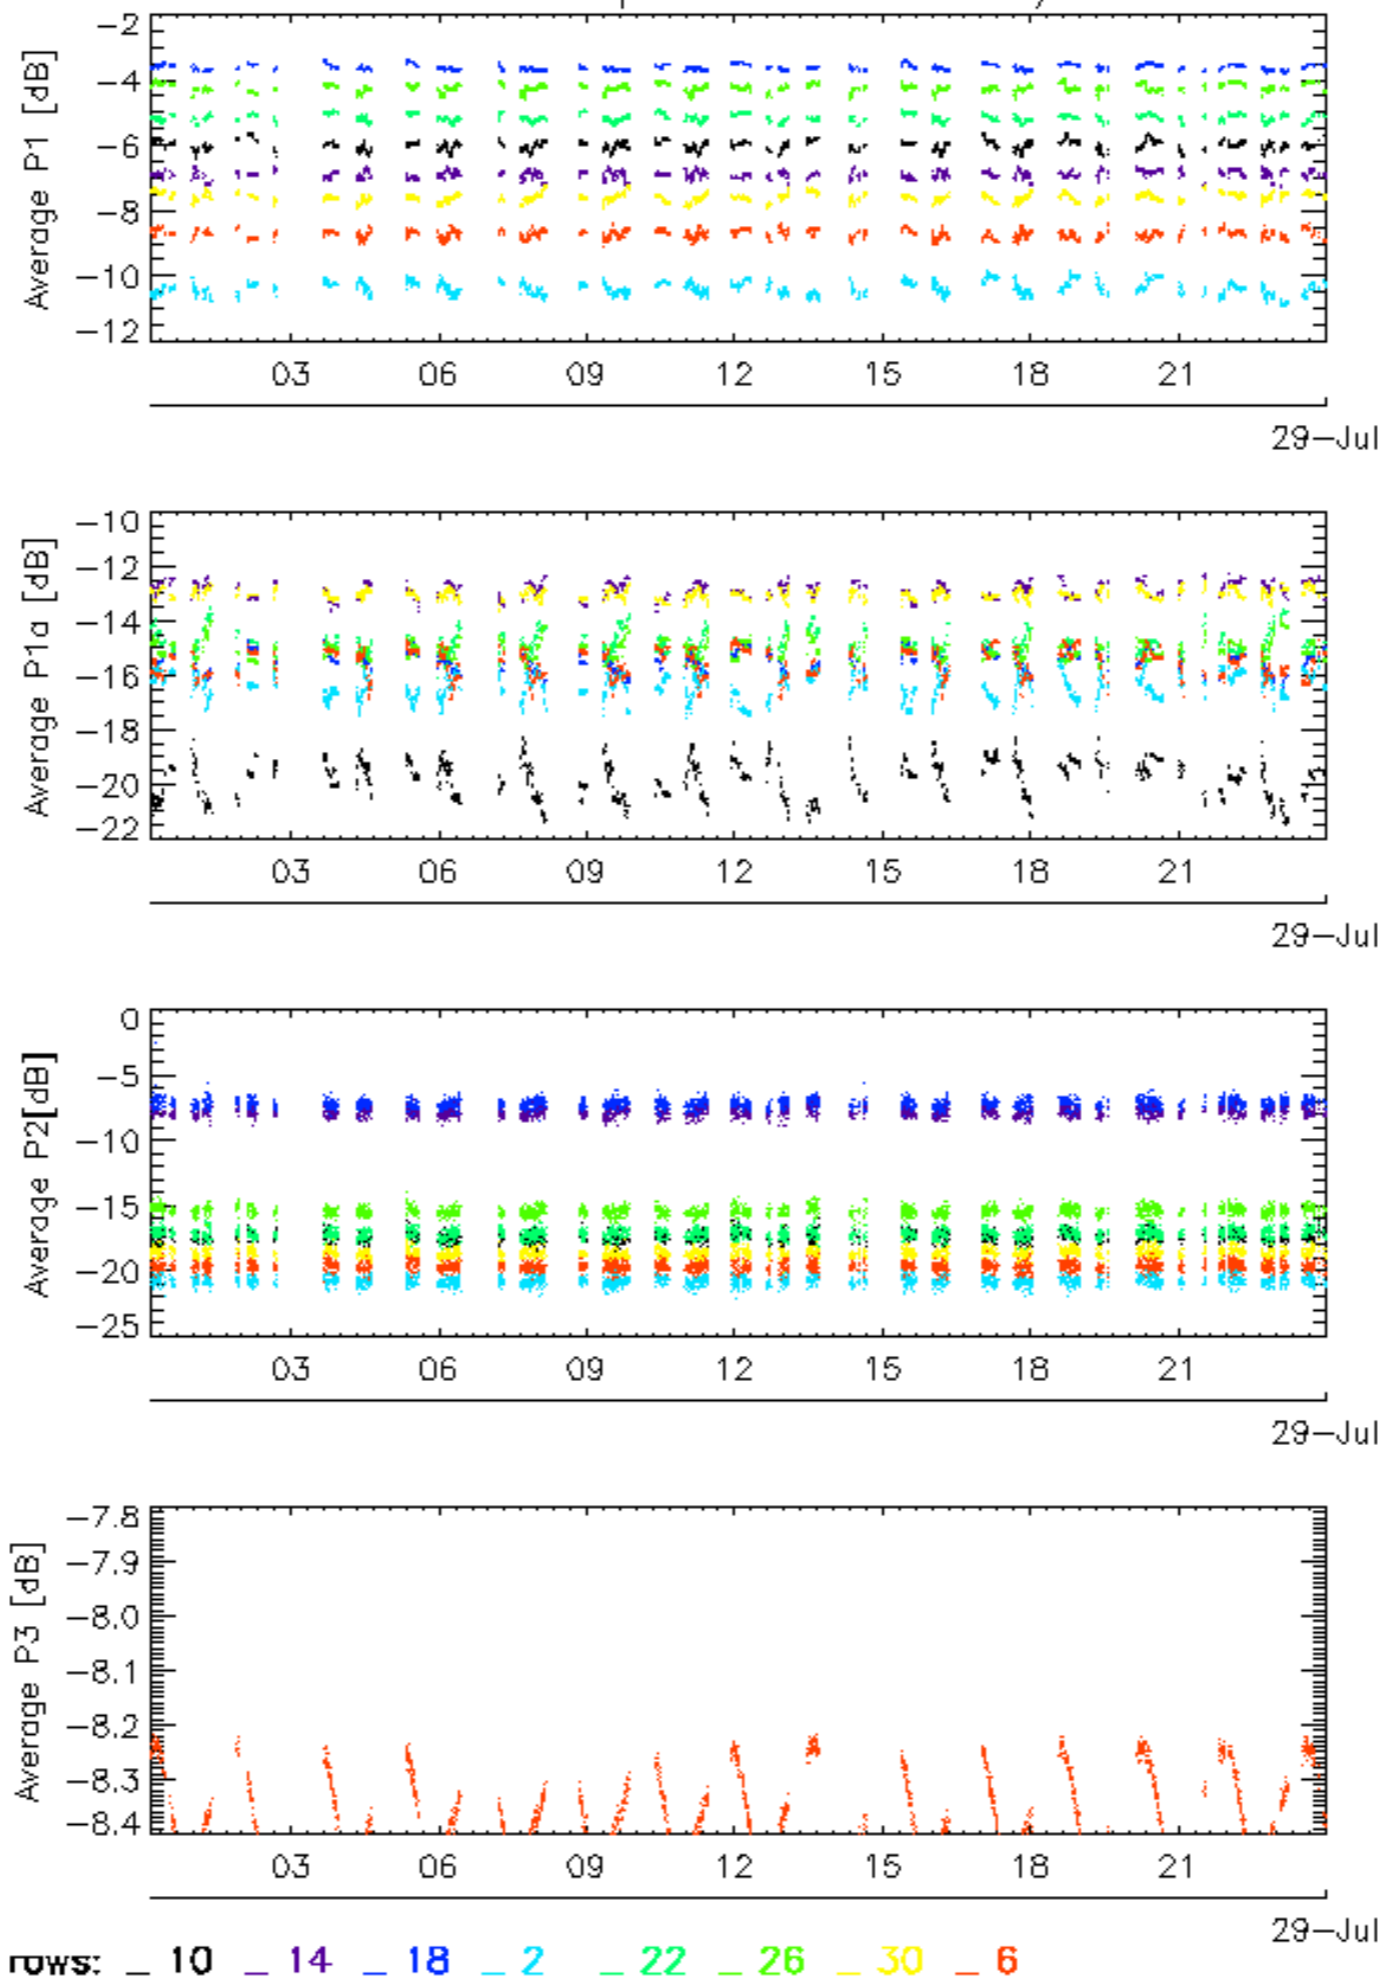 Average P1 [dB]
-2
-4
-6
-8
-10
-12
03 06 09 12 15 18 21
29-Jul
Average P1a [dB]
-10
-12
-14
-16
-18
-20
-22
03 06 09 12 15 18 21
29-Jul
Average P2[dB]
0
-5
-10
-15
-20
-25
03 06 09 12 15 18 21
29-Jul
Average P3 [dB]
-7.8
-7.9
-8.0
-8.1
-8.2
-8.3
-8.4
03 06 09 12 15 18 21
29-Jul
rows: _ 10 _ 14 _ 18 _ 2 _ 22 _ 26 _ 30 _ 6